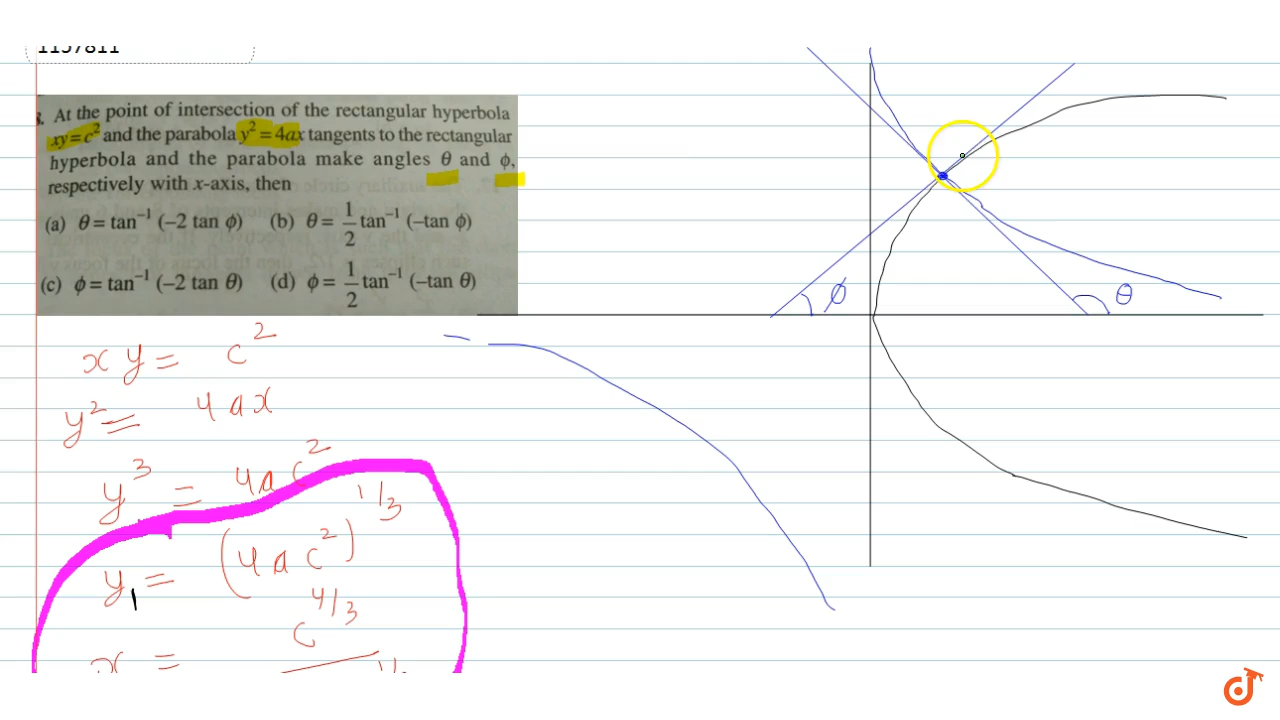 1157811
At the point of intersection of the rectangular hyperbola
xy = c² and the parabola y² = 4ax tangents to the rectangular
hyperbola and the parabola make angles θ and ϕ,
respectively with x-axis, then
(a) θ = tan⁻¹ (–2 tan ϕ) (b) θ = 1/2 tan⁻¹ (–tan ϕ)
(c) ϕ = tan⁻¹ (–2 tan θ) (d) ϕ = 1/2 tan⁻¹ (–tan θ)
xy = c²
y² = 4ax
y³ = 4ac²
y₁ = (4ac²)^1/3
x = c^4/3
ϕ
θ